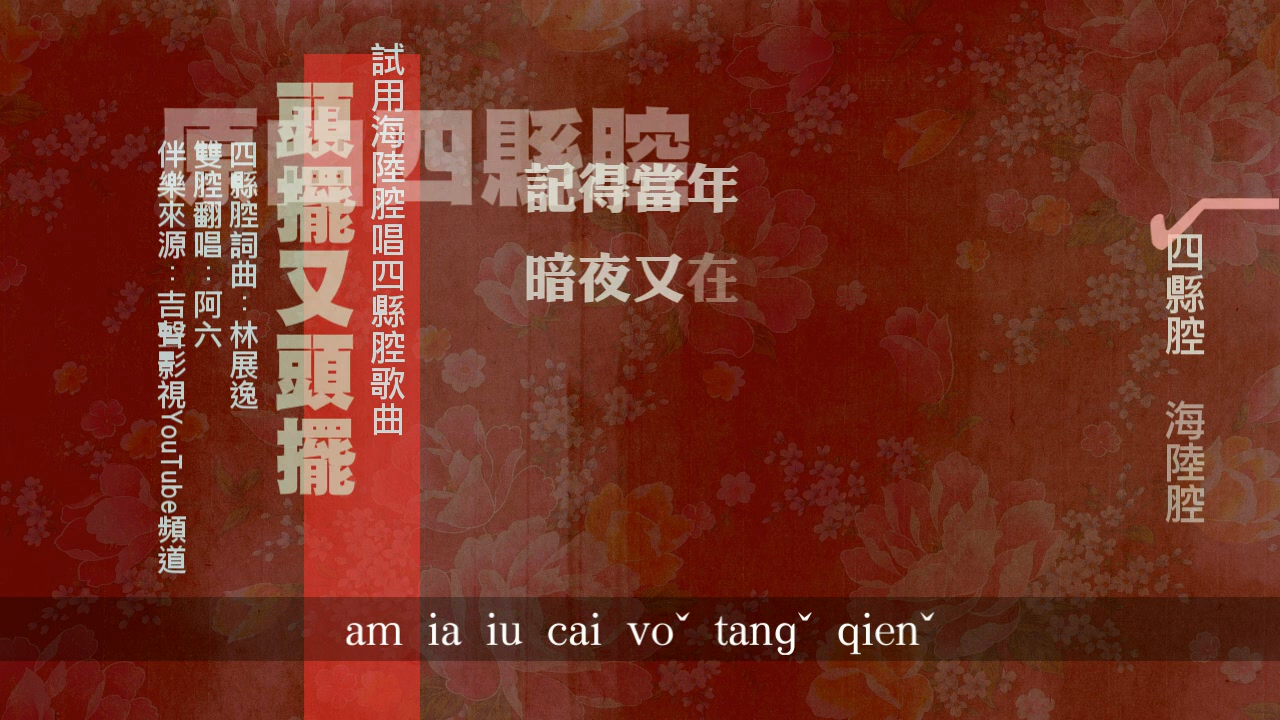 試用海陸腔唱四縣腔歌曲
頭擺又頭擺
四縣腔詞曲：林展逸
雙腔翻唱：阿六
伴樂來源：吉聲影視YouTube頻道
四縣腔
記得當年
暗夜又在
四縣腔 海陸腔
am ia iu cai voˇ tangˇ qienˇ